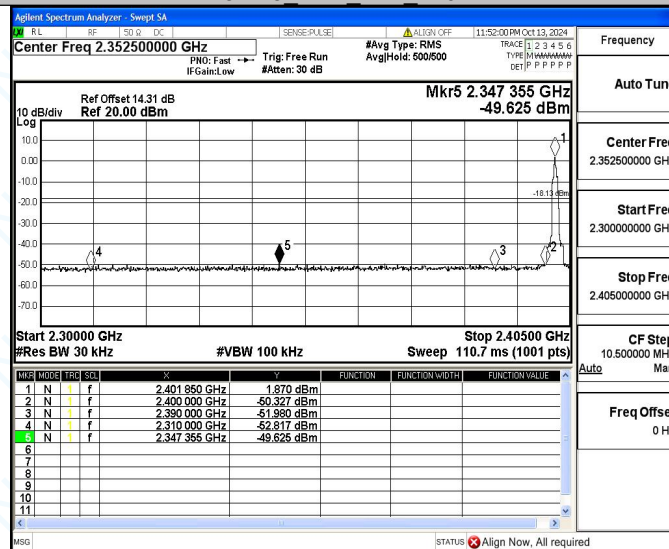 Agilent Spectrum Analyzer - Swept SA
RL RF 50 Ω DC SENSE:PULSE ALIGN OFF 11:52:00 PM Oct 13, 2024
Center Freq 2.352500000 GHz #Avg Type: RMS TRACE 1 2 3 4 5 6
PNO: Fast Trig: Free Run Avg|Hold: 500/500 TYPE MWWWWW
IFGain:Low #Atten: 30 dB DET P P P P P P
Ref Offset 14.31 dB Mkr5 2.347 355 GHz
10 dB/div Ref 20.00 dBm -49.625 dBm
Log
10.0
0.00
-10.0
-18.13 dBm
-20.0
-30.0
-40.0
-50.0
-60.0
-70.0
1
2
3
4
5
Start 2.30000 GHz Stop 2.40500 GHz
#Res BW 30 kHz #VBW 100 kHz Sweep 110.7 ms (1001 pts)
MKR MODE TRC SCL X Y FUNCTION FUNCTION WIDTH FUNCTION VALUE
1 N 1 f 2.401 850 GHz 1.870 dBm
2 N 1 f 2.400 000 GHz -50.327 dBm
3 N 1 f 2.390 000 GHz -51.980 dBm
4 N 1 f 2.310 000 GHz -52.817 dBm
5 N 1 f 2.347 355 GHz -49.625 dBm
6
7
8
9
10
11
MSG STATUS Align Now, All required
Frequency
Auto Tun
Center Fre
2.352500000 GH
Start Fre
2.300000000 GH
Stop Fre
2.405000000 GH
CF Step
10.500000 MH
Auto Ma
Freq Offse
0 H